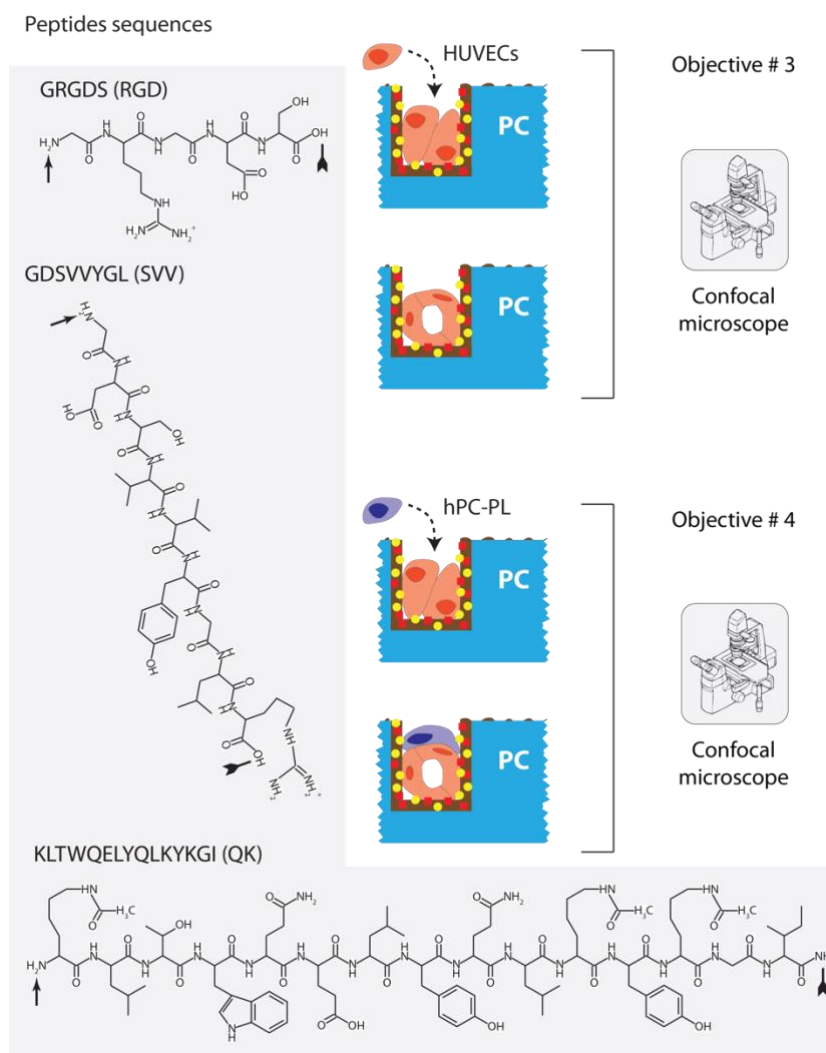 Peptides sequences
GRGDS (RGD)
HUVECs
Objective # 3
PC
Confocal
microscope
PC
GDSVVYGL (SVV)
hPC-PL
Objective # 4
PC
Confocal
microscope
PC
KLTWQELYQLKYKGI (QK)